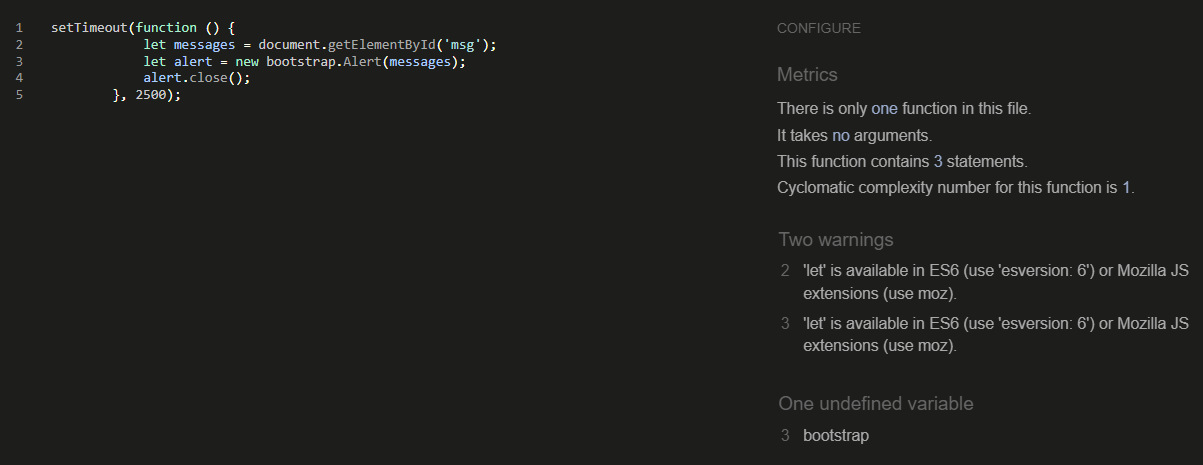 1 setTimeout(function () {
2 let messages = document.getElementById('msg');
3 let alert = new bootstrap.Alert(messages);
4 alert.close();
5 }, 2500);
CONFIGURE
Metrics
There is only one function in this file.
It takes no arguments.
This function contains 3 statements.
Cyclomatic complexity number for this function is 1.
Two warnings
2 'let' is available in ES6 (use 'esversion: 6') or Mozilla JS
extensions (use moz).
3 'let' is available in ES6 (use 'esversion: 6') or Mozilla JS
extensions (use moz).
One undefined variable
3 bootstrap